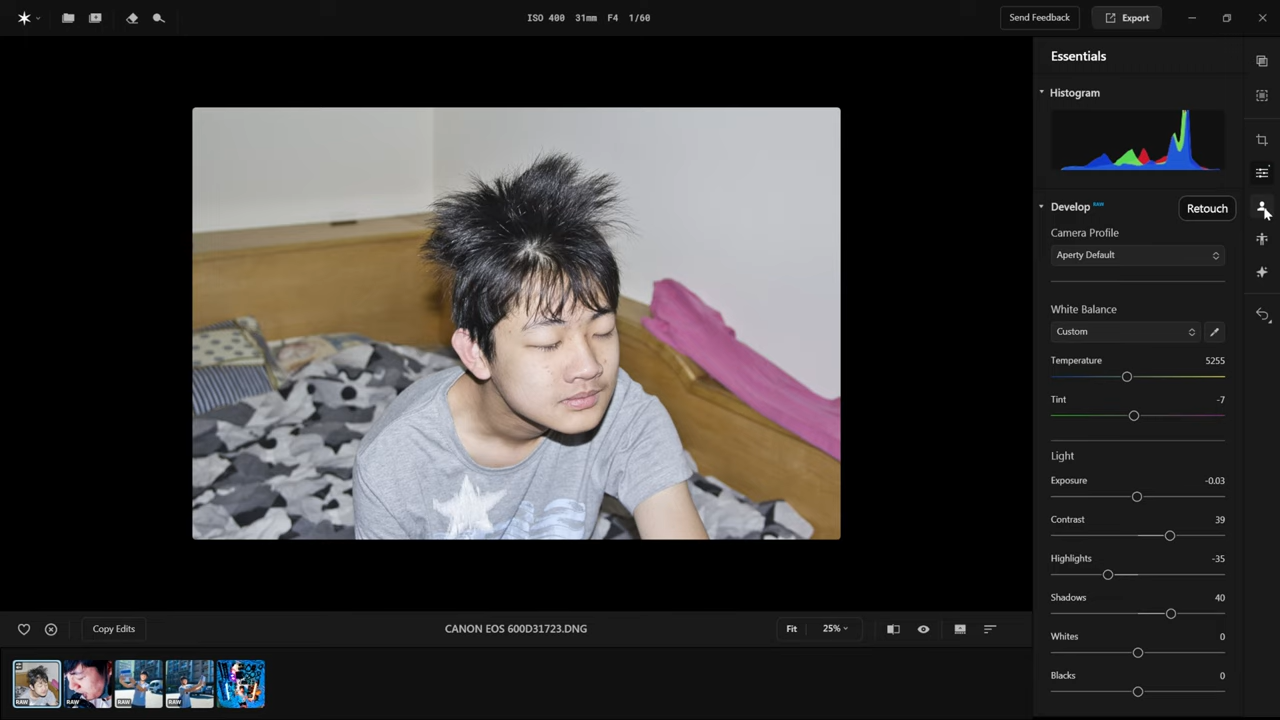 ISO 400 31mm F4 1/60
Send Feedback
Export
Essentials
Histogram
Develop RAW
Retouch
Camera Profile
Aperty Default
White Balance
Custom
Temperature 5255
Tint -7
Light
Exposure -0.03
Contrast 39
Highlights -35
Shadows 40
Whites 0
Blacks 0
Copy Edits
CANON EOS 600D31723.DNG
Fit
25%
RAW
RAW
RAW
RAW